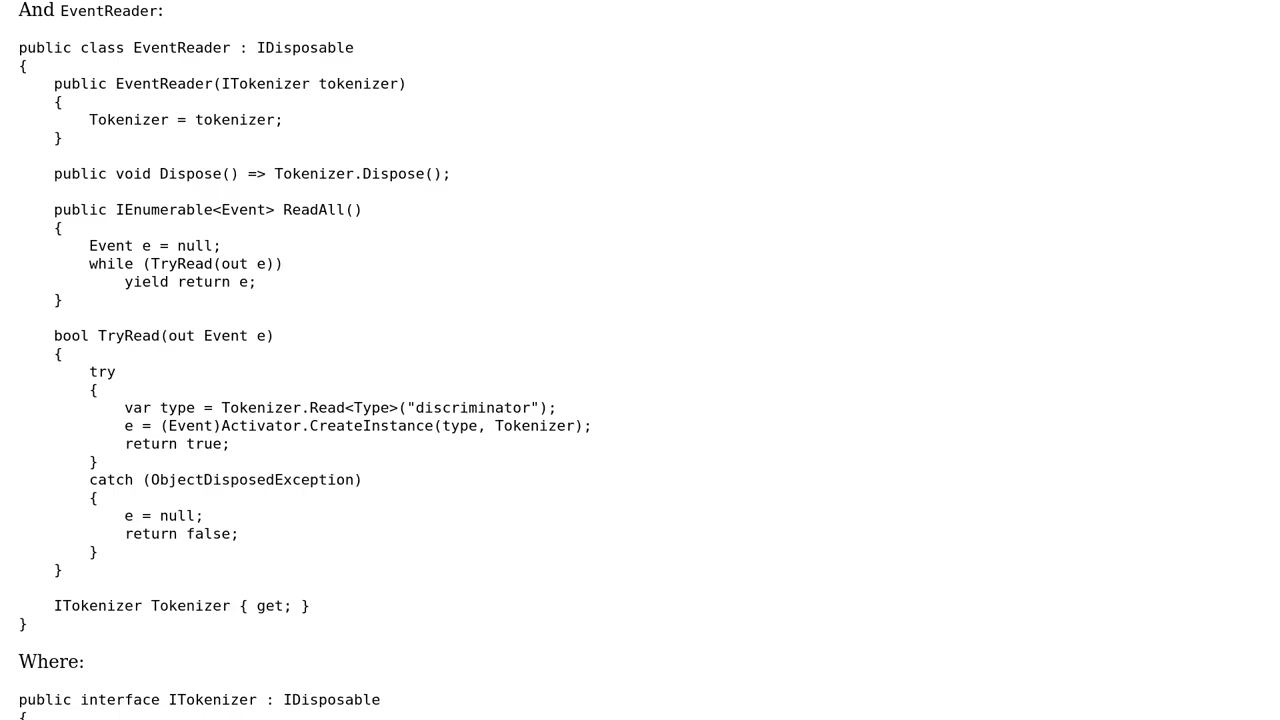 And EventReader:
public class EventReader : IDisposable
{
    public EventReader(ITokenizer tokenizer)
    {
        Tokenizer = tokenizer;
    }
    public void Dispose() => Tokenizer.Dispose();
    public IEnumerable<Event> ReadAll()
    {
        Event e = null;
        while (TryRead(out e))
            yield return e;
    }
    bool TryRead(out Event e)
    {
        try
        {
            var type = Tokenizer.Read<Type>("discriminator");
            e = (Event)Activator.CreateInstance(type, Tokenizer);
            return true;
        }
        catch (ObjectDisposedException)
        {
            e = null;
            return false;
        }
    }
    ITokenizer Tokenizer { get; }
}
Where:
public interface ITokenizer : IDisposable
{